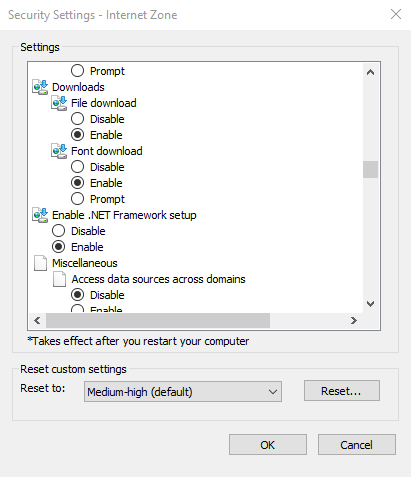 Security Settings - Internet Zone
Settings
Prompt
Downloads
File download
Disable
Enable
Font download
Disable
Enable
Prompt
Enable .NET Framework setup
Disable
Enable
Miscellaneous
Access data sources across domains
Disable
Enable
*Takes effect after you restart your computer
Reset custom settings
Reset to:
Medium-high (default)
Reset...
OK
Cancel